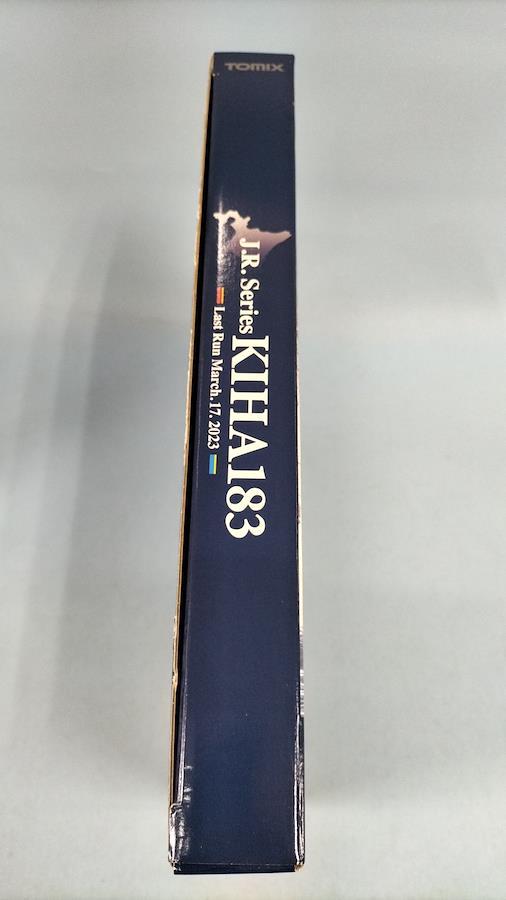 TOMIX
J.R. Series KIHA183
Last Run March. 17. 2023